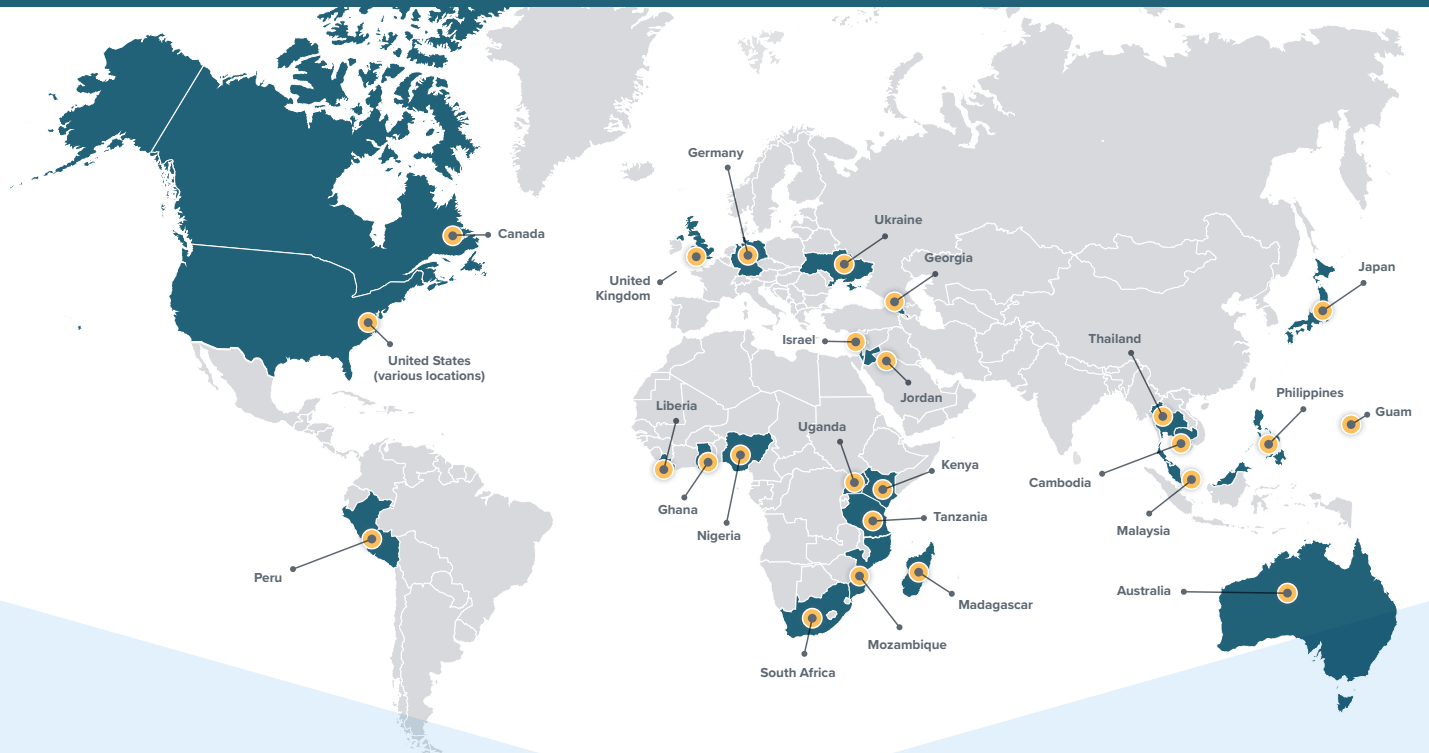 Germany
Ukraine
Canada
Georgia
Japan
United
Kingdom
Israel
Thailand
United States
(various locations)
Jordan
Philippines
Liberia
Guam
Uganda
Kenya
Cambodia
Ghana
Tanzania
Nigeria
Malaysia
Peru
Australia
Madagascar
Mozambique
South Africa